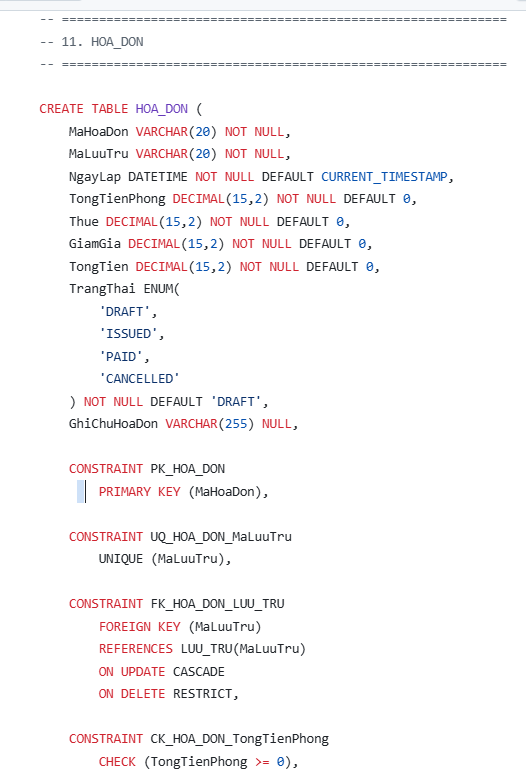 -- ============================================================
-- 11. HOA_DON
-- ============================================================
CREATE TABLE HOA_DON (
MaHoaDon VARCHAR(20) NOT NULL,
MaLuuTru VARCHAR(20) NOT NULL,
NgayLap DATETIME NOT NULL DEFAULT CURRENT_TIMESTAMP,
TongTienPhong DECIMAL(15,2) NOT NULL DEFAULT 0,
Thue DECIMAL(15,2) NOT NULL DEFAULT 0,
GiamGia DECIMAL(15,2) NOT NULL DEFAULT 0,
TongTien DECIMAL(15,2) NOT NULL DEFAULT 0,
TrangThai ENUM(
'DRAFT',
'ISSUED',
'PAID',
'CANCELLED'
) NOT NULL DEFAULT 'DRAFT',
GhiChuHoaDon VARCHAR(255) NULL,
CONSTRAINT PK_HOA_DON
PRIMARY KEY (MaHoaDon),
CONSTRAINT UQ_HOA_DON_MaLuuTru
UNIQUE (MaLuuTru),
CONSTRAINT FK_HOA_DON_LUU_TRU
FOREIGN KEY (MaLuuTru)
REFERENCES LUU_TRU(MaLuuTru)
ON UPDATE CASCADE
ON DELETE RESTRICT,
CONSTRAINT CK_HOA_DON_TongTienPhong
CHECK (TongTienPhong >= 0),